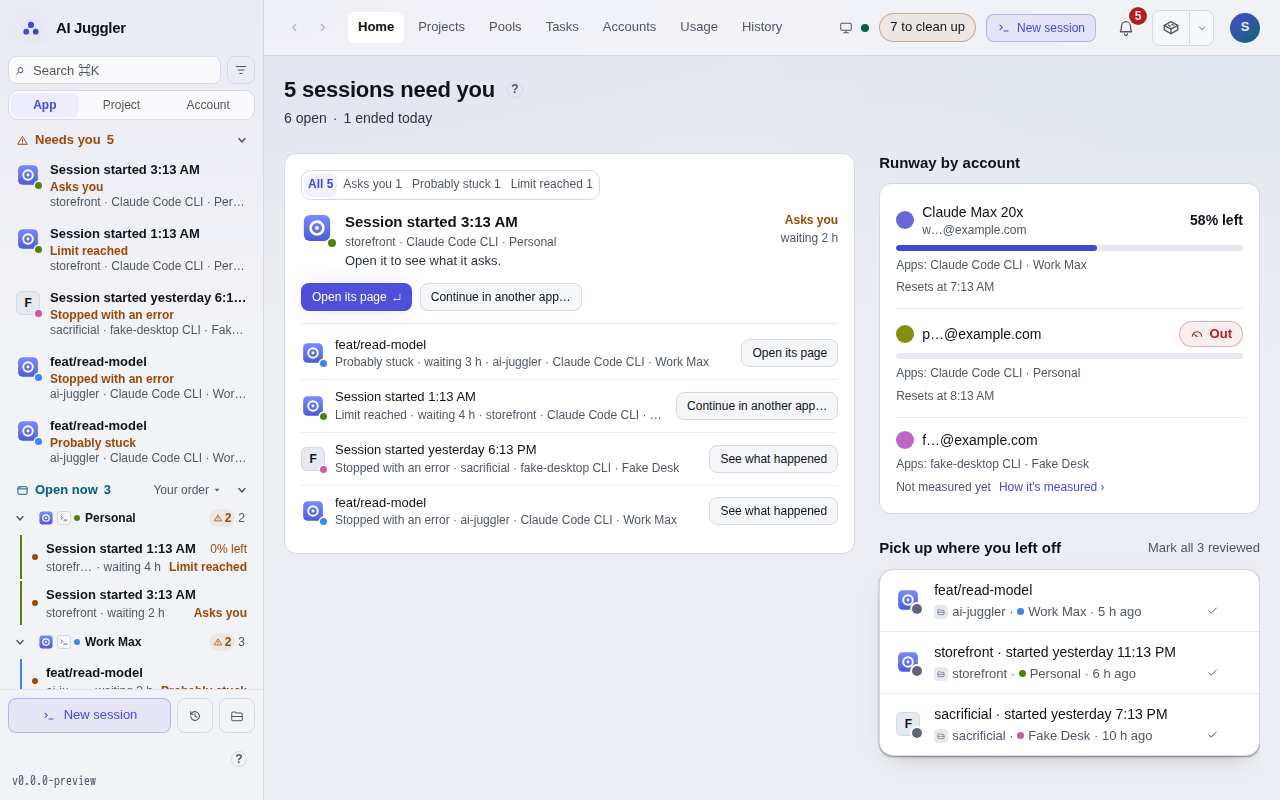 AI Juggler
Search ⌘K
App Project Account
Needs you 5
Session started 3:13 AM
Asks you
storefront · Claude Code CLI · Per…
Session started 1:13 AM
Limit reached
storefront · Claude Code CLI · Per…
F
Session started yesterday 6:1…
Stopped with an error
sacrificial · fake-desktop CLI · Fak…
feat/read-model
Stopped with an error
ai-juggler · Claude Code CLI · Wor…
feat/read-model
Probably stuck
ai-juggler · Claude Code CLI · Wor…
Open now 3 Your order
Personal 2 2
Session started 1:13 AM 0% left
storefr… · waiting 4 h Limit reached
Session started 3:13 AM
storefront · waiting 2 h Asks you
Work Max 2 3
feat/read-model
New session
?
v0.0.0-preview
Home Projects Pools Tasks Accounts Usage History
7 to clean up
New session
5
S
5 sessions need you ?
6 open · 1 ended today
All 5 Asks you 1 Probably stuck 1 Limit reached 1
Session started 3:13 AM Asks you
storefront · Claude Code CLI · Personal waiting 2 h
Open it to see what it asks.
Open its page Continue in another app…
feat/read-model
Probably stuck · waiting 3 h · ai-juggler · Claude Code CLI · Work Max
Open its page
Session started 1:13 AM
Limit reached · waiting 4 h · storefront · Claude Code CLI · …
Continue in another app…
F
Session started yesterday 6:13 PM
Stopped with an error · sacrificial · fake-desktop CLI · Fake Desk
See what happened
feat/read-model
Stopped with an error · ai-juggler · Claude Code CLI · Work Max
See what happened
Runway by account
Claude Max 20x
w…@example.com
58% left
Apps: Claude Code CLI · Work Max
Resets at 7:13 AM
p…@example.com Out
Apps: Claude Code CLI · Personal
Resets at 8:13 AM
f…@example.com
Apps: fake-desktop CLI · Fake Desk
Not measured yet How it's measured ›
Pick up where you left off Mark all 3 reviewed
feat/read-model
ai-juggler · Work Max · 5 h ago
storefront · started yesterday 11:13 PM
storefront · Personal · 6 h ago
F
sacrificial · started yesterday 7:13 PM
sacrificial · Fake Desk · 10 h ago